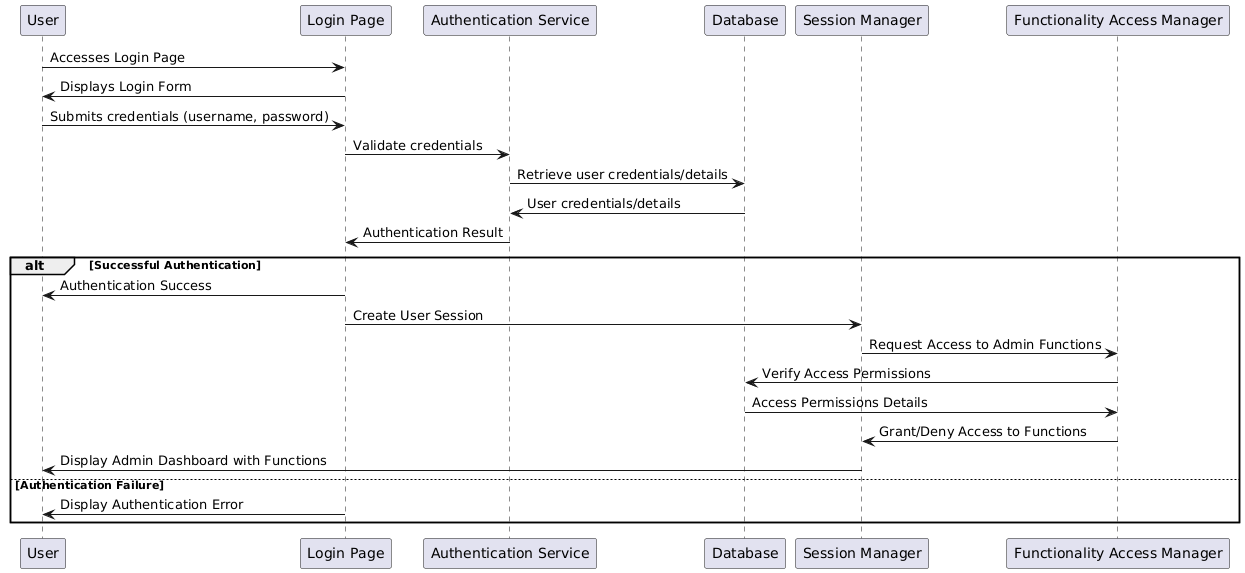 User Login Page Authentication Service Database Session Manager Functionality Access Manager
Accesses Login Page
Displays Login Form
Submits credentials (username, password)
Validate credentials
Retrieve user credentials/details
User credentials/details
Authentication Result
alt [Successful Authentication]
Authentication Success
Create User Session
Request Access to Admin Functions
Verify Access Permissions
Access Permissions Details
Grant/Deny Access to Functions
Display Admin Dashboard with Functions
[Authentication Failure]
Display Authentication Error
User Login Page Authentication Service Database Session Manager Functionality Access Manager